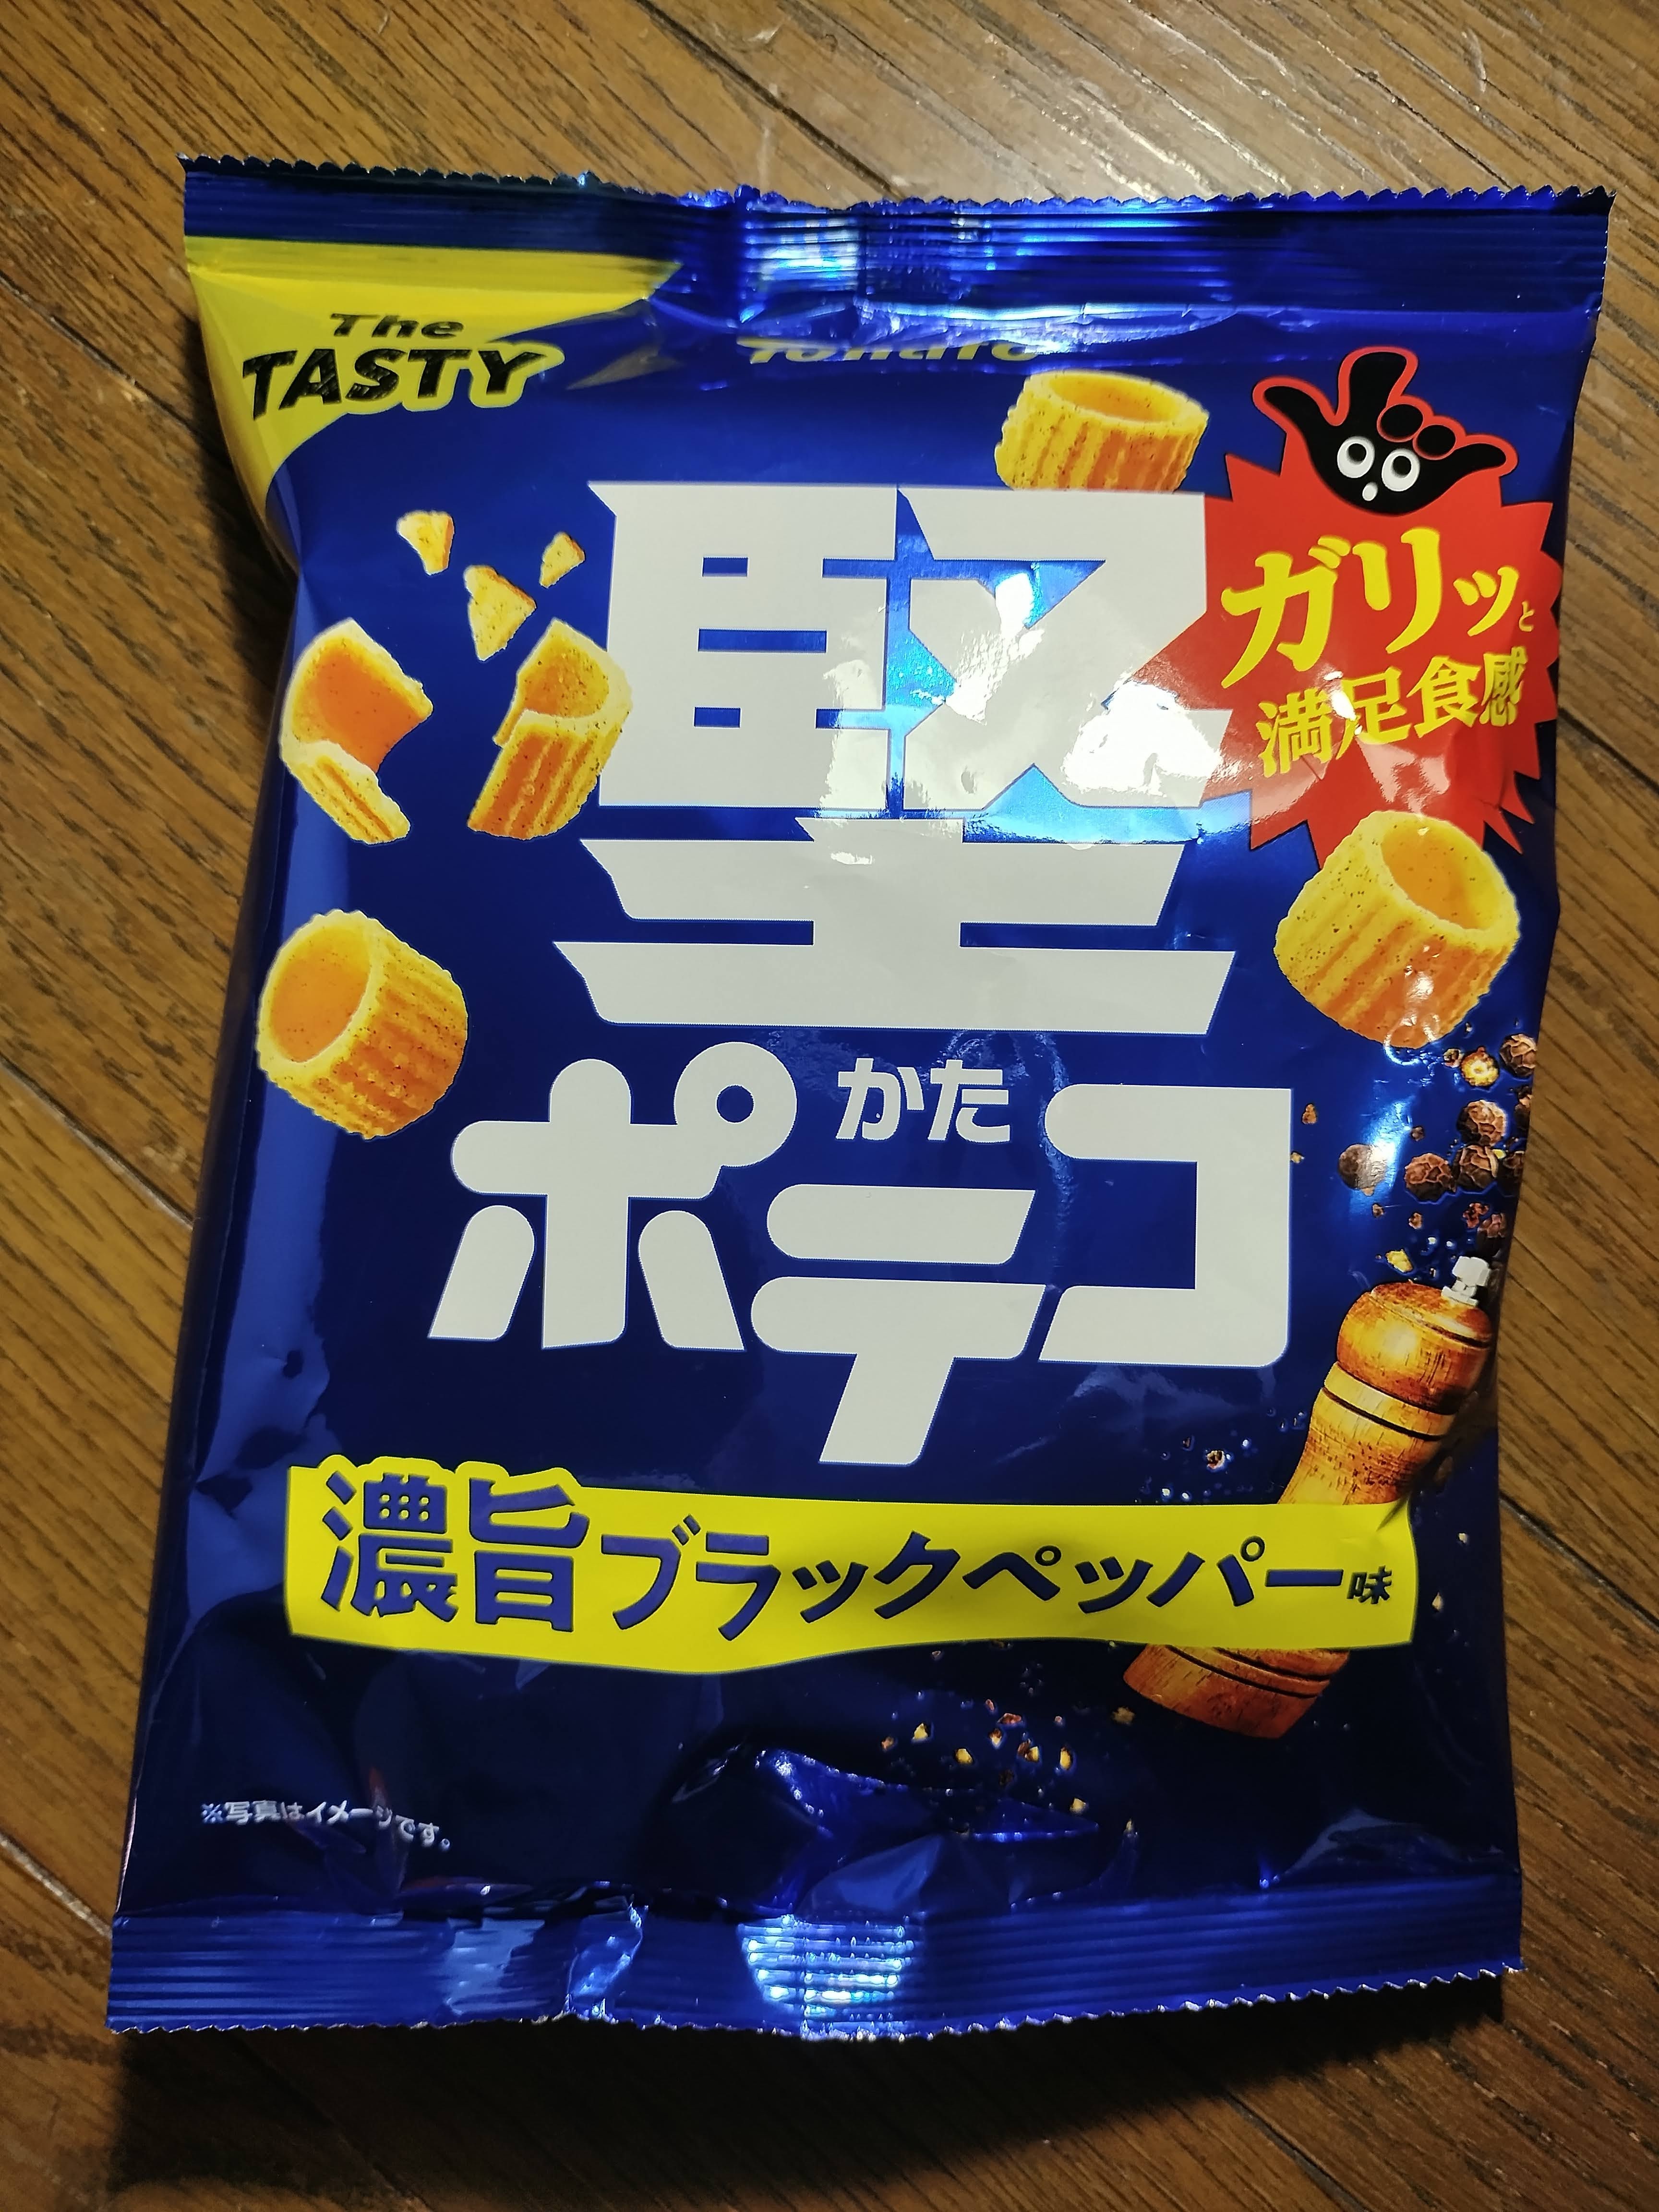 The
TASTY
Tohato
堅
かた
ポテコ
ガリッと
満足食感
濃旨ブラックペッパー味
※写真はイメージです。